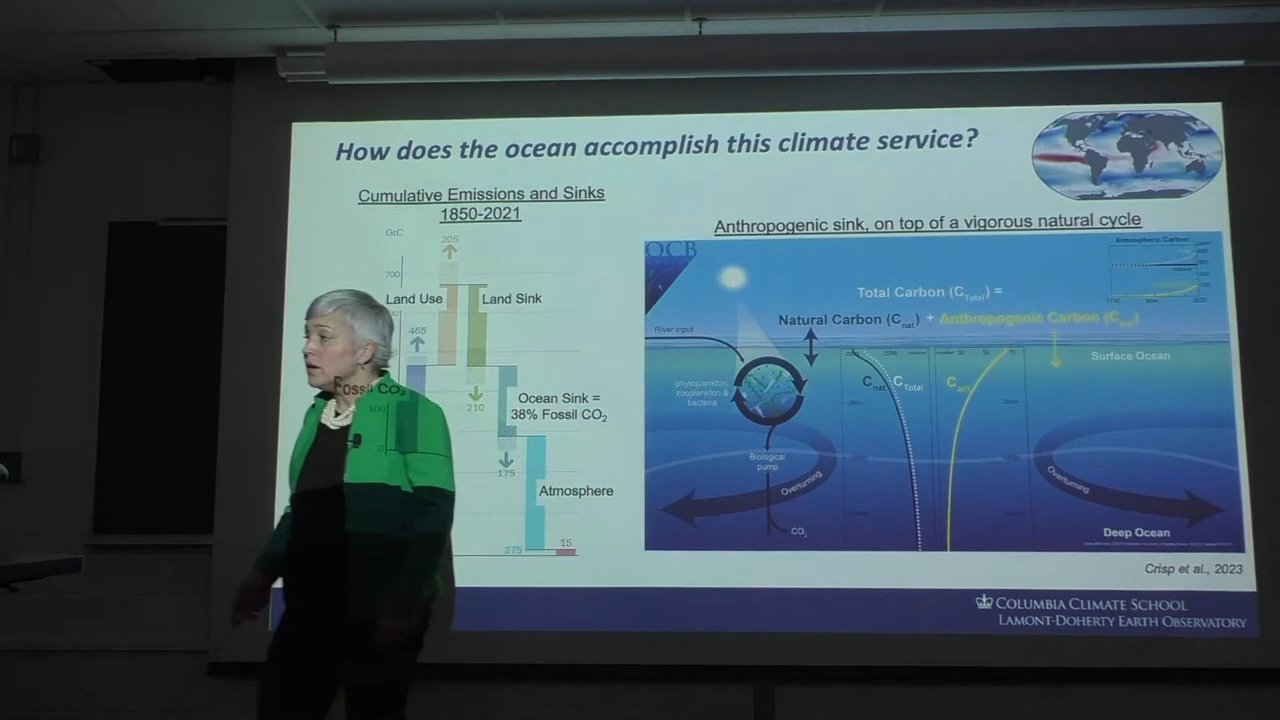 How does the ocean accomplish this climate service?
Cumulative Emissions and Sinks
1850-2021
GtC
205
700
Land Use
Land Sink
465
Fossil CO₂
300
0
210
Ocean Sink =
38% Fossil CO₂
175
Atmosphere
275
15
Anthropogenic sink, on top of a vigorous natural cycle
OCB
Atmospheric Carbon
Total Carbon (C_Total) =
Natural Carbon (C_nat) + Anthropogenic Carbon (C_ant)
River input
Surface Ocean
phytoplankton,
zooplankton &
bacteria
C_nat
C_Total
C_ant
Biological
pump
Overturning
Overturning
CO₂
Deep Ocean
Crisp et al., 2023
COLUMBIA CLIMATE SCHOOL
LAMONT-DOHERTY EARTH OBSERVATORY